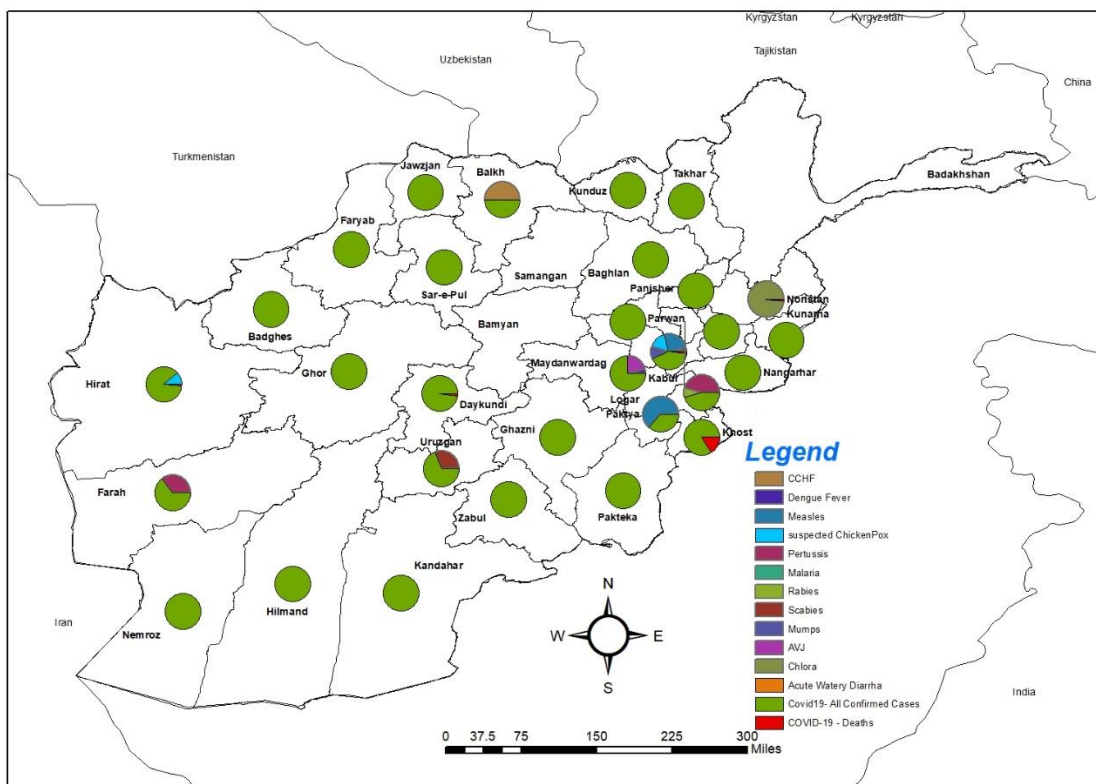 Kyrgyzstan
Kyrgyzstan
Uzbekistan
Tajikistan
China
Turkmenistan
Jawzjan
Balkh
Kunduz
Takhar
Badakhshan
Faryab
Samangan
Baghlan
Sar-e-Pul
Panjsher
Noristan
Kunarna
Badghes
Bamyan
Parwan
Hirat
Ghor
Maydanwardag
Kabul
Nangarhar
Daykundi
Logar
Paktya
Ghazni
Khost
Uruzgan
Farah
Zabul
Pakteka
Kandahar
Hilmand
Nemroz
Iran
India
N
W
E
S
Legend
CCHF
Dengue Fever
Measles
suspected ChickenPox
Pertussis
Malaria
Rabies
Scabies
Mumps
AVJ
Chlora
Acute Watery Diarrha
Covid19- All Confirmed Cases
COVID-19 - Deaths
0 37.5 75 150 225 300
Miles